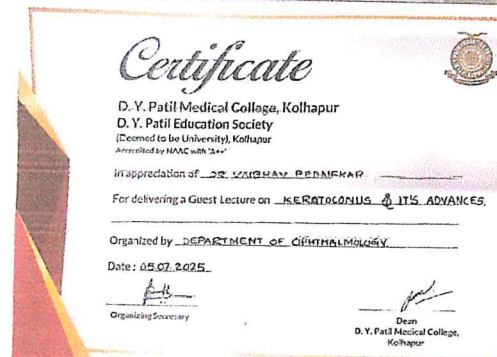 Certificate
D. Y. Patil Medical College, Kolhapur
D. Y. Patil Education Society
(Deemed to be University), Kolhapur
Accredited by NAAC with 'A++'
In appreciation of DR VAIBHAV PEDNEKAR
For delivering a Guest Lecture on KERATOCONUS & IT'S ADVANCES.
Organized by DEPARTMENT OF OPHTHALMOLOGY
Date : 05.07.2025
Organizing Secretary
Dean
D. Y. Patil Medical College,
Kolhapur